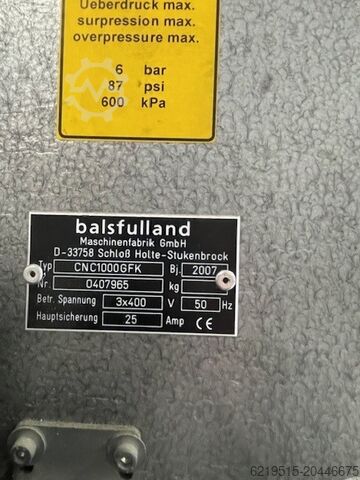 Ueberdruck max.
surpression max.
overpressure max.
6 bar
87 psi
600 kPa
balsfulland
Maschinenfabrik GmbH
D-33758 Schloß Holte-Stukenbrock
Typ CNC1000GFK Bj. 2007
Nr. 0407965 kg
Betr. Spannung 3x400 V 50 Hz
Hauptsicherung 25 Amp CE
6219515-20446675